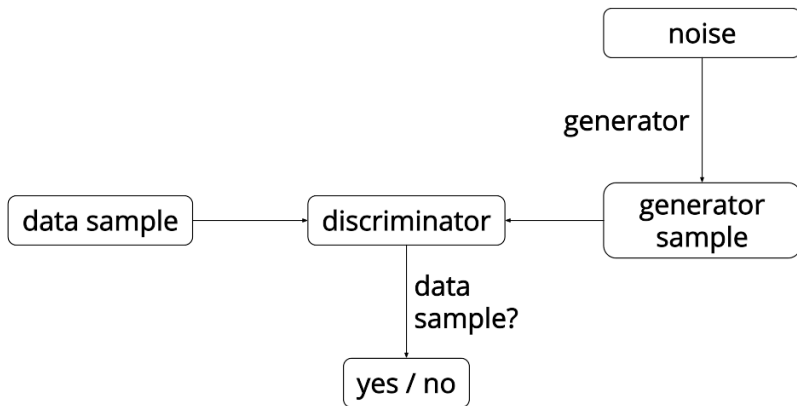 noise
generator
data sample
discriminator
generator
sample
data
sample?
yes / no